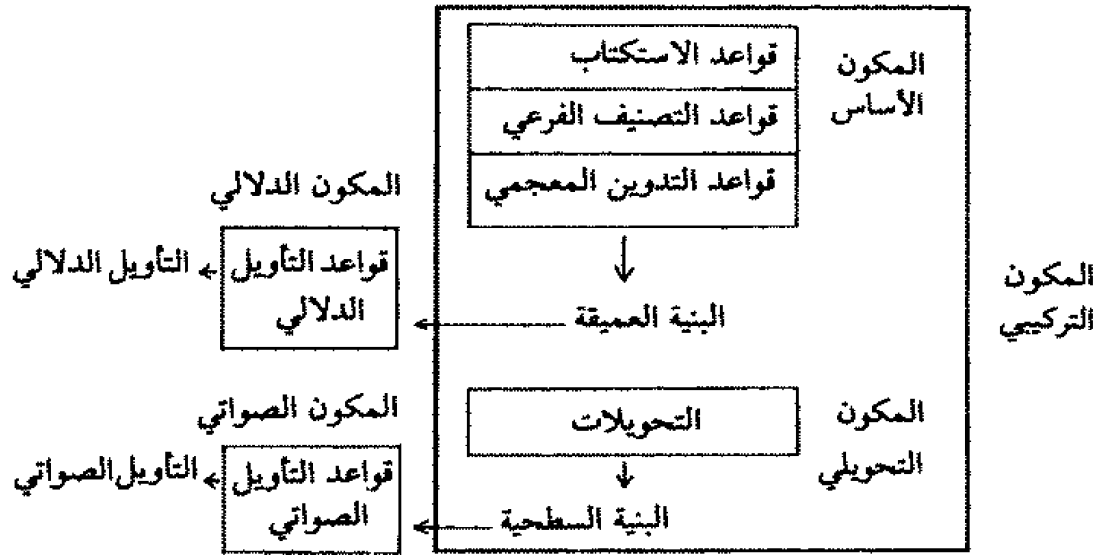 المكون
الأساس
قواعد الاستكتاب
قواعد التصنيف الفرعي
قواعد التدوين المعجمي
المكون
التركيبي
البنية العميقة
المكون الدلالي
قواعد التأويل
الدلالي
التأويل الدلالي
المكون
التحويلي
التحويلات
البنية السطحية
المكون الصواتي
قواعد التأويل
الصواتي
التأويل الصواتي